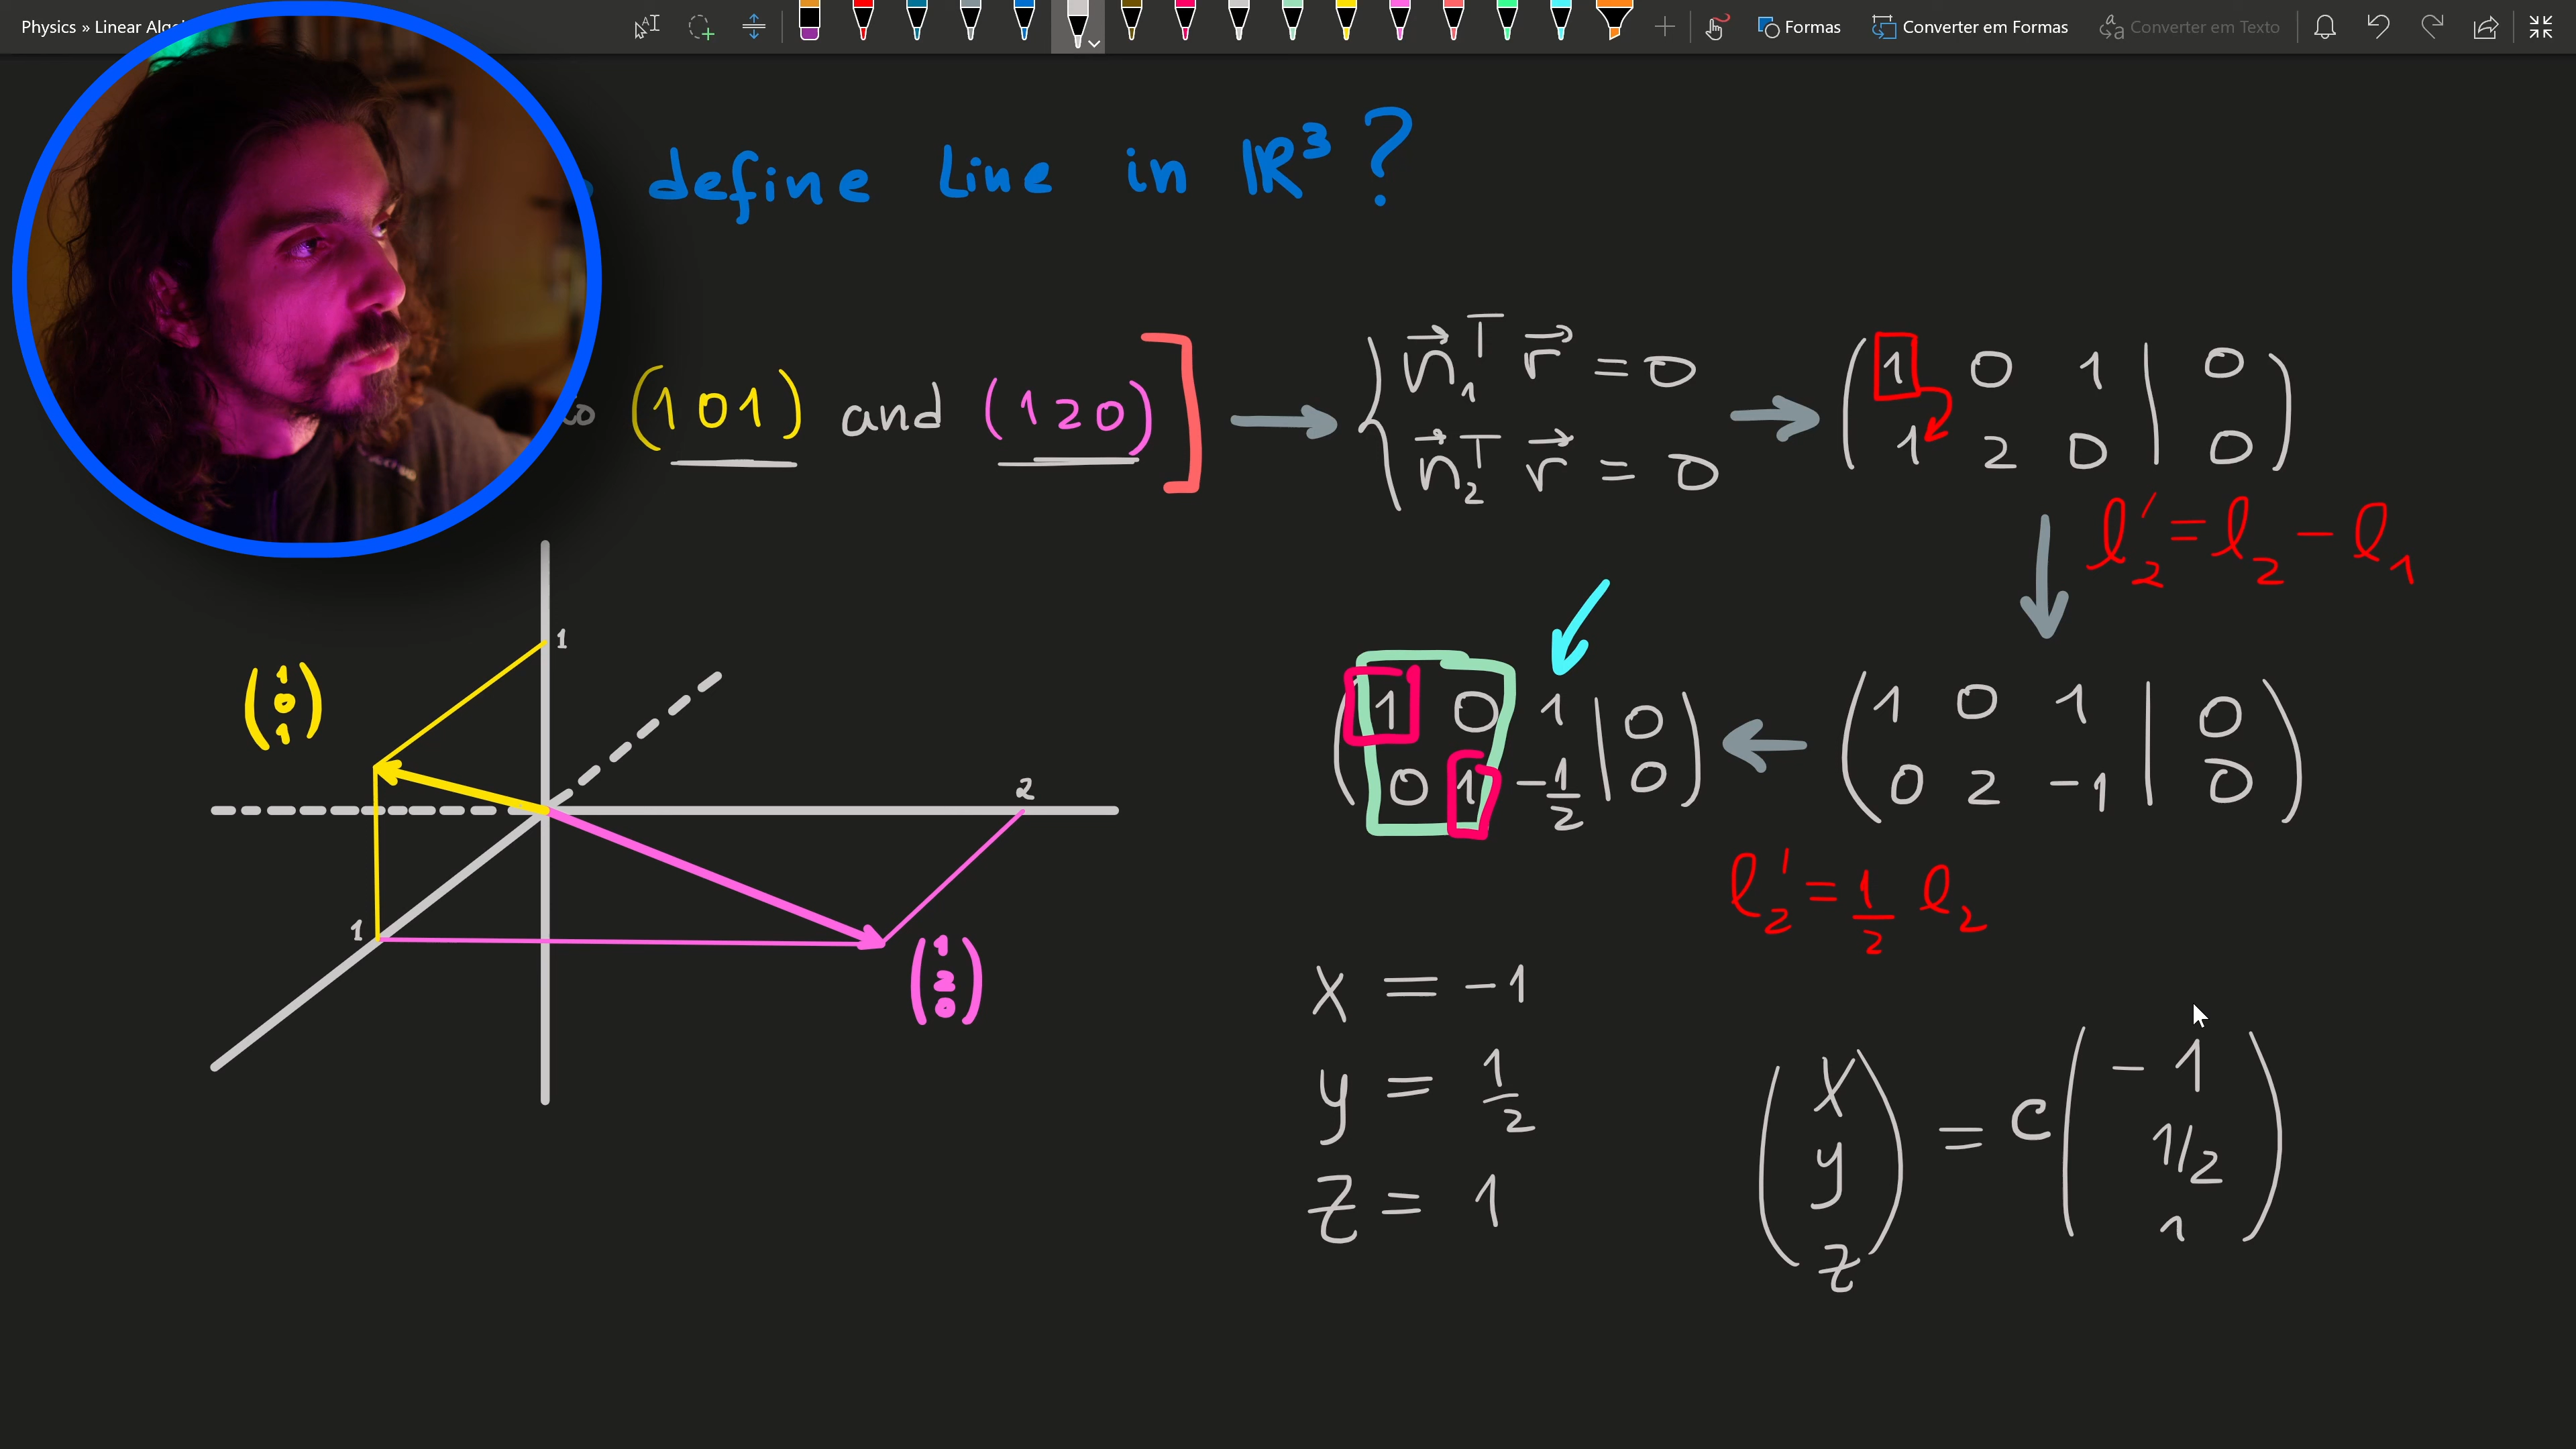 Physics » Linear Alg
Formas
Converter em Formas
Converter em Texto
define Line in ℝ³ ?
(1 0 1) and (1 2 0)]
{ n⃗₁ᵀ r⃗ = 0
n⃗₂ᵀ r⃗ = 0
(1 0 1 | 0)
(1 2 0 | 0)
l₂' = l₂ - l₁
(1 0 1 | 0)
(0 2 -1 | 0)
l₂' = 1/2 l₂
(1 0 1 | 0)
(0 1 -1/2 | 0)
x = -1
y = 1/2
z = 1
(x y z) = c (-1 1/2 1)
1
(1 0 1)
2
1
(1 2 0)